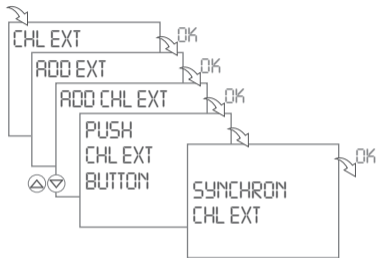 CHL EXT
OK
ADD EXT
OK
ADD CHL EXT
OK
PUSH
CHL EXT
BUTTON
OK
SYNCHRON
CHL EXT